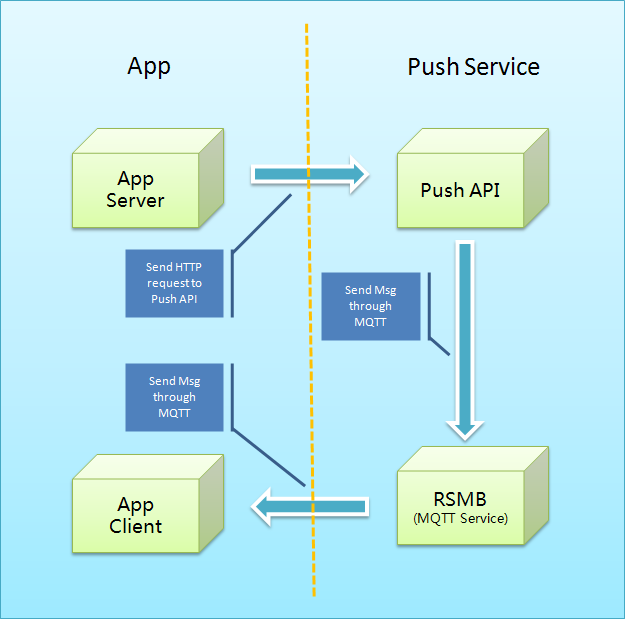 App
Push Service
App
Server
Push API
Send HTTP
request to
Push API
Send Msg
through
MQTT
Send Msg
through
MQTT
App
Client
RSMB
(MQTT Service)